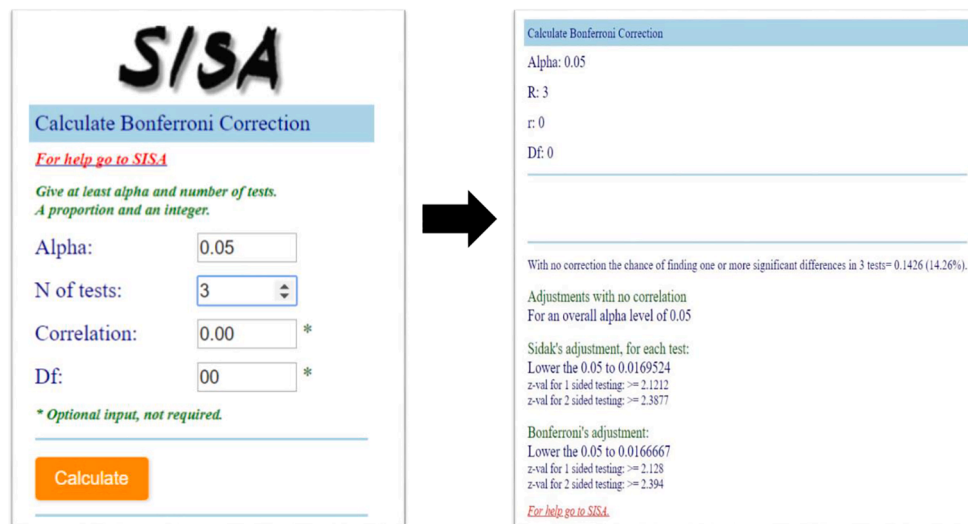 SISA
Calculate Bonferroni Correction
For help go to SISA
Give at least alpha and number of tests.
A proportion and an integer.
Alpha: 0.05
N of tests: 3
Correlation: 0.00 *
Df: 00 *
* Optional input, not required.
Calculate
Calculate Bonferroni Correction
Alpha: 0.05
R: 3
r: 0
Df: 0
With no correction the chance of finding one or more significant differences in 3 tests= 0.1426 (14.26%).
Adjustments with no correlation
For an overall alpha level of 0.05
Sidak's adjustment, for each test:
Lower the 0.05 to 0.0169524
z-val for 1 sided testing: >= 2.1212
z-val for 2 sided testing: >= 2.3877
Bonferroni's adjustment:
Lower the 0.05 to 0.0166667
z-val for 1 sided testing: >= 2.128
z-val for 2 sided testing: >= 2.394
For help go to SISA.